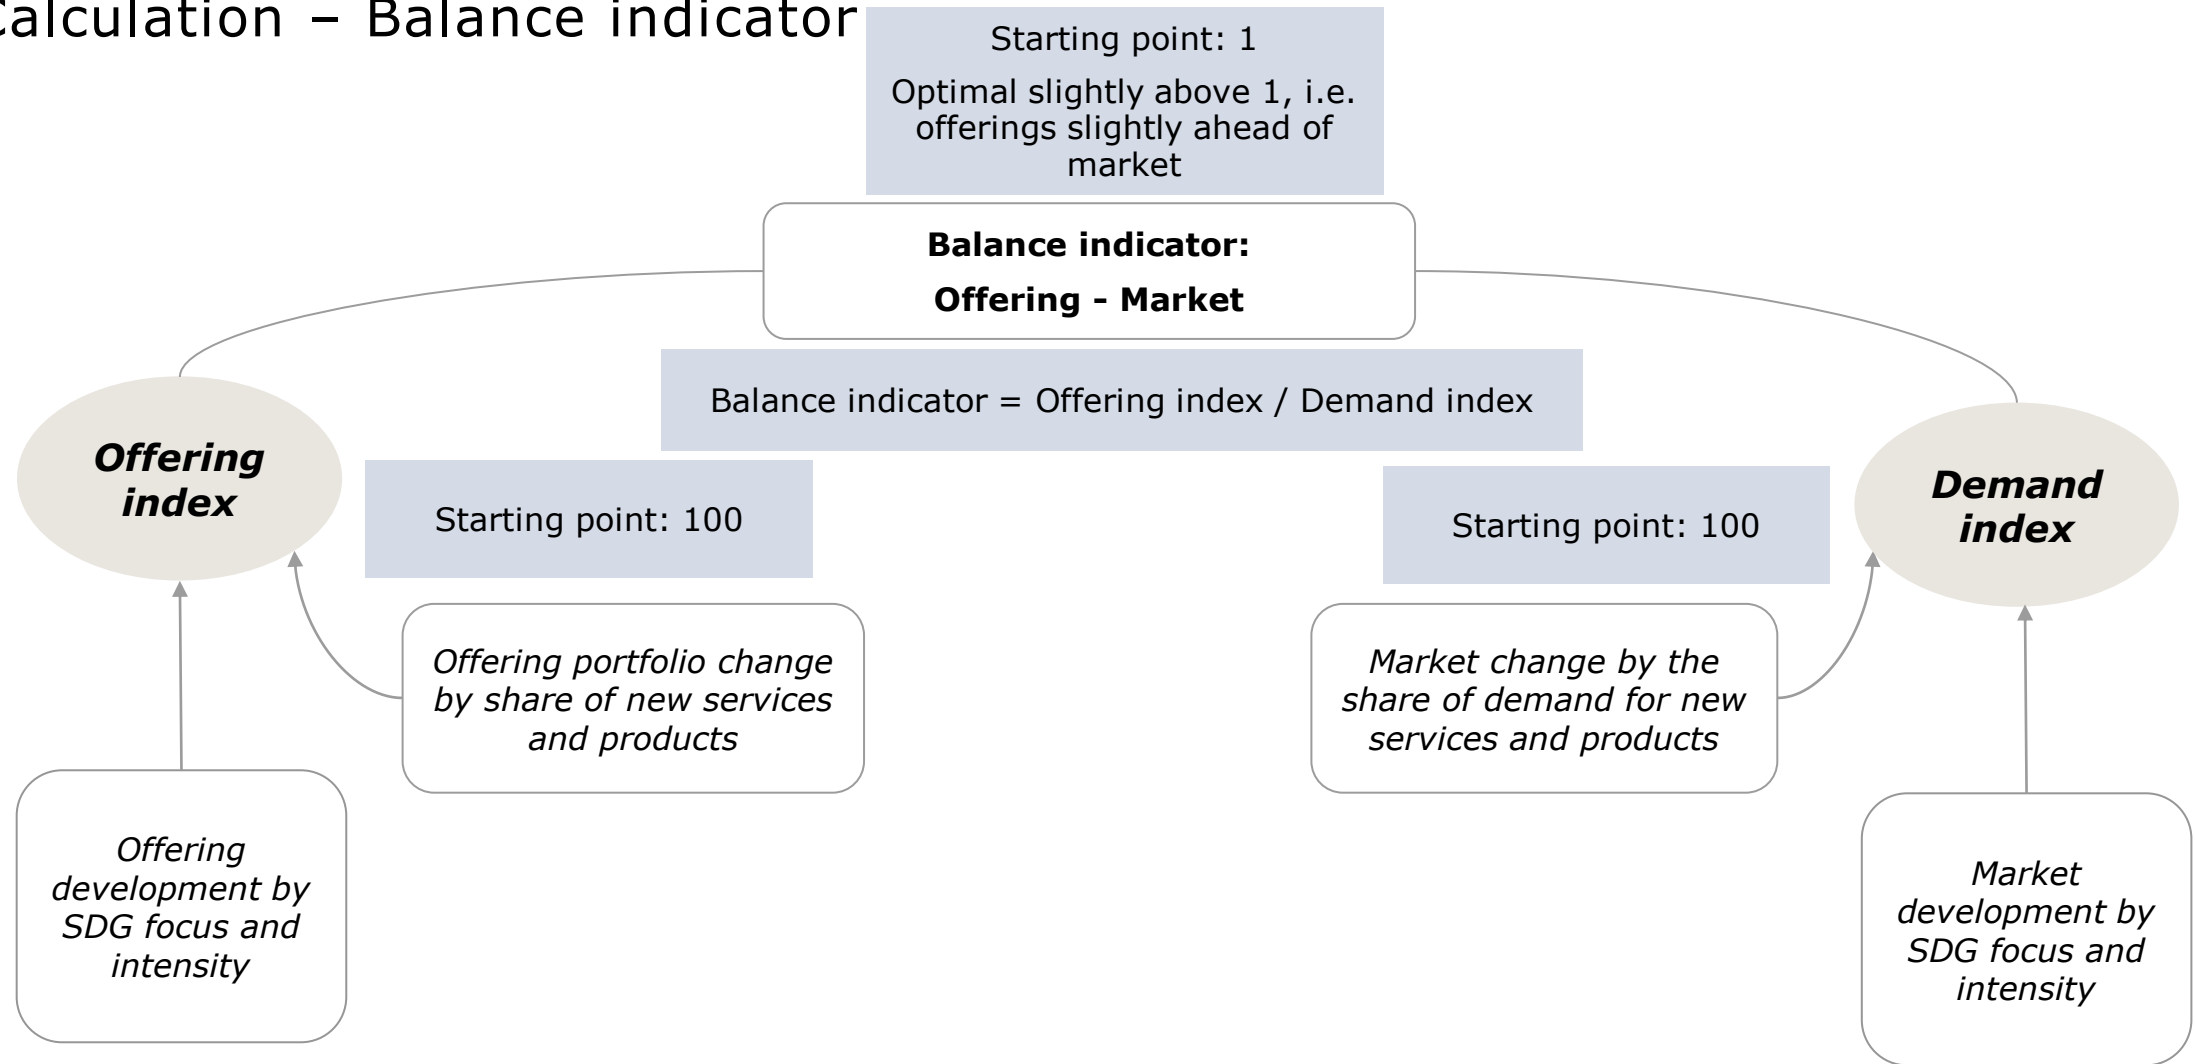 Calculation – Balance indicator
Starting point: 1
Optimal slightly above 1, i.e.
offerings slightly ahead of
market
Balance indicator:
Offering - Market
Balance indicator = Offering index / Demand index
Offering
index
Starting point: 100
Starting point: 100
Demand
index
Offering portfolio change
by share of new services
and products
Market change by the
share of demand for new
services and products
Offering
development by
SDG focus and
intensity
Market
development by
SDG focus and
intensity